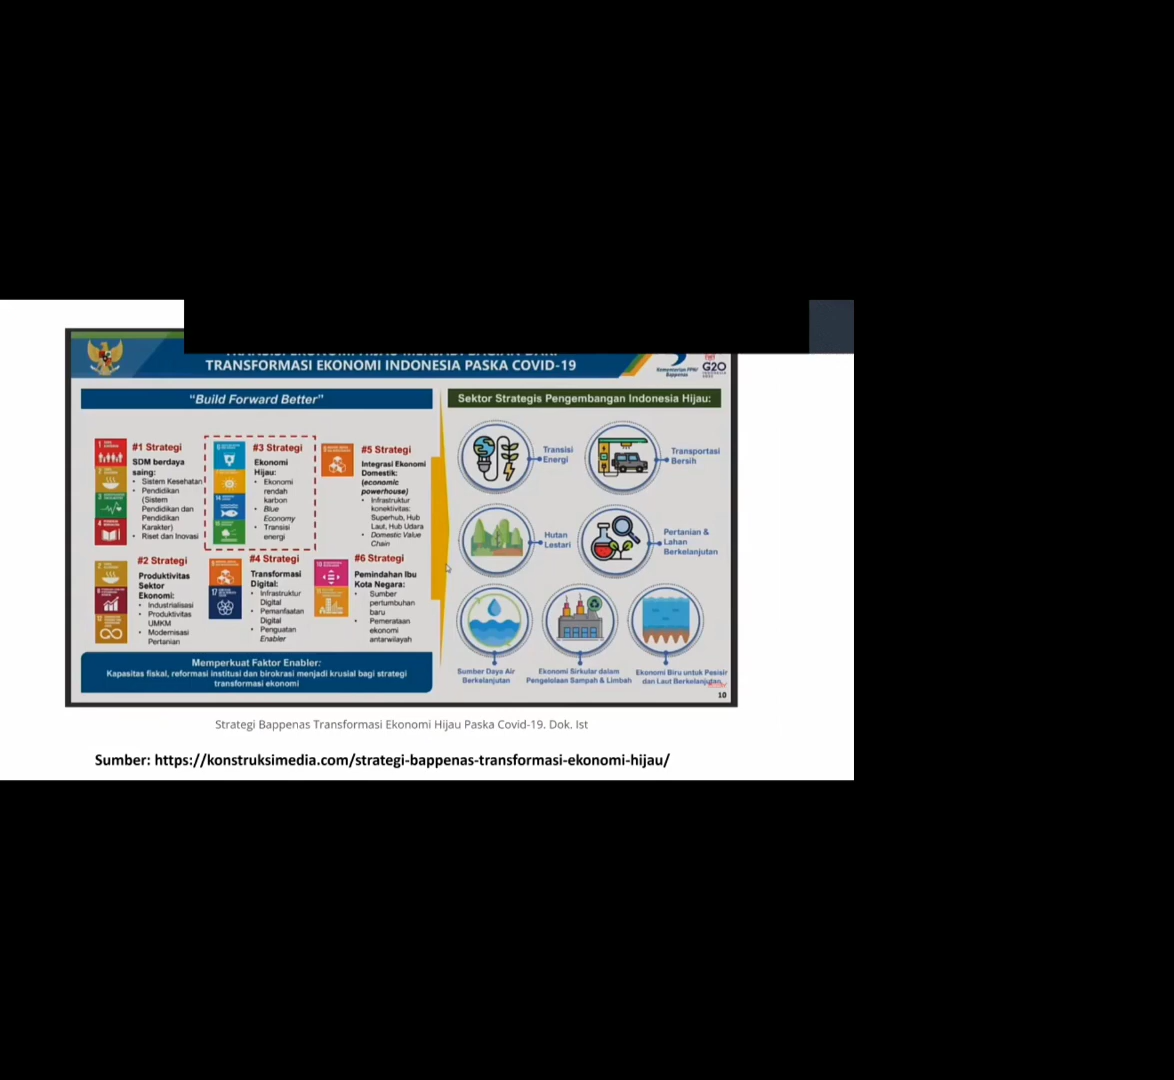 TRANSFORMASI EKONOMI INDONESIA PASKA COVID-19
Kementerian PPN/
Bappenas
G20
“Build Forward Better”
#1 Strategi
SDM berdaya
saing:
• Sistem Kesehatan
• Pendidikan
(Sistem
Pendidikan dan
Pendidikan
Karakter)
• Riset dan Inovasi
#3 Strategi
Ekonomi
Hijau:
• Ekonomi
rendah
karbon
• Blue
Economy
• Transisi
energi
#5 Strategi
Integrasi Ekonomi
Domestik:
(economic
powerhouse)
• Infrastruktur
konektivitas:
Superhub, Hub
Laut, Hub Udara
• Domestic Value
Chain
#2 Strategi
Produktivitas
Sektor
Ekonomi:
• Industrialisasi
• Produktivitas
UMKM
• Modernisasi
Pertanian
#4 Strategi
Transformasi
Digital:
• Infrastruktur
Digital
• Pemanfaatan
Digital
• Penguatan
Enabler
#6 Strategi
Pemindahan Ibu
Kota Negara:
• Sumber
pertumbuhan
baru
• Pemerataan
ekonomi
antarwilayah
Memperkuat Faktor Enabler:
Kapasitas fiskal, reformasi institusi dan birokrasi menjadi krusial bagi strategi
transformasi ekonomi
Sektor Strategis Pengembangan Indonesia Hijau:
Transisi
Energi
Transportasi
Bersih
Hutan
Lestari
Pertanian &
Lahan
Berkelanjutan
Sumber Daya Air
Berkelanjutan
Ekonomi Sirkular dalam
Pengelolaan Sampah & Limbah
Ekonomi Biru untuk Pesisir
dan Laut Berkelanjutan
10
Strategi Bappenas Transformasi Ekonomi Hijau Paska Covid-19. Dok. Ist
Sumber: https://konstruksimedia.com/strategi-bappenas-transformasi-ekonomi-hijau/